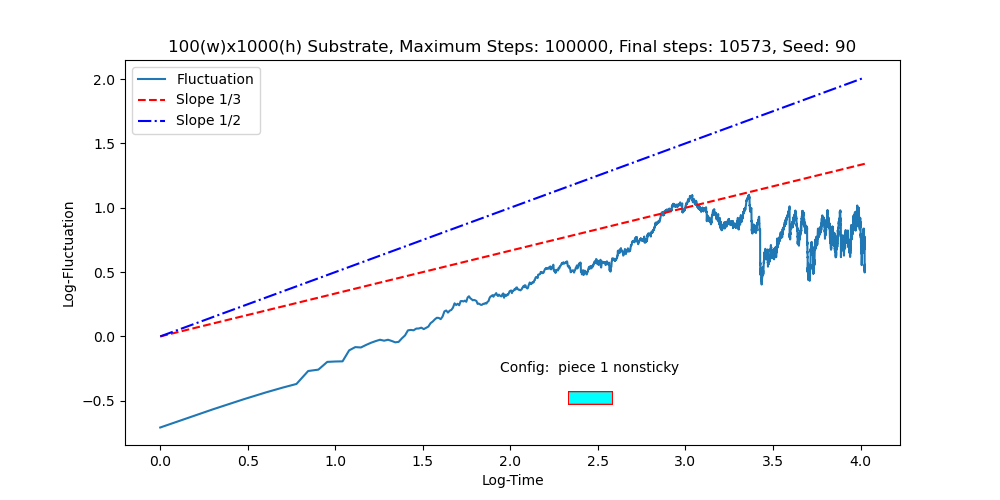 100(w)x1000(h) Substrate, Maximum Steps: 100000, Final steps: 10573, Seed: 90
Fluctuation
Slope 1/3
Slope 1/2
Log-Fluctuation
2.0
1.5
1.0
0.5
0.0
−0.5
Config:  piece 1 nonsticky
0.0 0.5 1.0 1.5 2.0 2.5 3.0 3.5 4.0
Log-Time